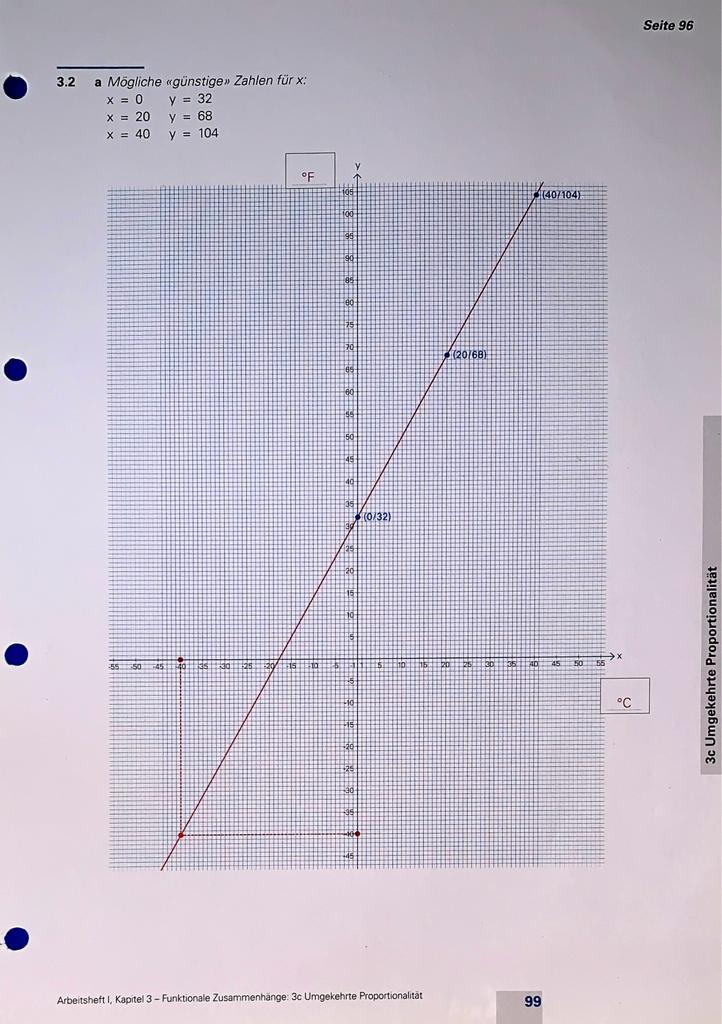 Seite 96
3.2 a Mögliche «günstige» Zahlen für x:
x = 0 y = 32
x = 20 y = 68
x = 40 y = 104
°F
y
105
(40/104)
100
95
90
85
80
75
70
(20/68)
65
60
55
50
45
40
35
(0/32)
30
25
20
15
10
5
x
-55 -50 -45 -40 -35 -30 -25 -20 -15 -10 -5 -1 1 5 10 15 20 25 30 35 40 45 50 55
-5
°C
-10
-15
-20
-25
-30
-35
-40
-45
3c Umgekehrte Proportionalität
Arbeitsheft I, Kapitel 3 – Funktionale Zusammenhänge: 3c Umgekehrte Proportionalität
99